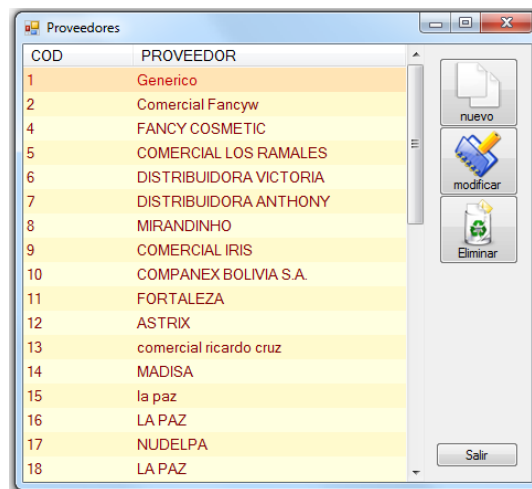 Proveedores
COD PROVEEDOR
1 Generico
2 Comercial Fancyw
4 FANCY COSMETIC
5 COMERCIAL LOS RAMALES
6 DISTRIBUIDORA VICTORIA
7 DISTRIBUIDORA ANTHONY
8 MIRANDINHO
9 COMERCIAL IRIS
10 COMPANEX BOLIVIA S.A.
11 FORTALEZA
12 ASTRIX
13 comercial ricardo cruz
14 MADISA
15 la paz
16 LA PAZ
17 NUDELPA
18 LA PAZ
nuevo
modificar
Eliminar
Salir